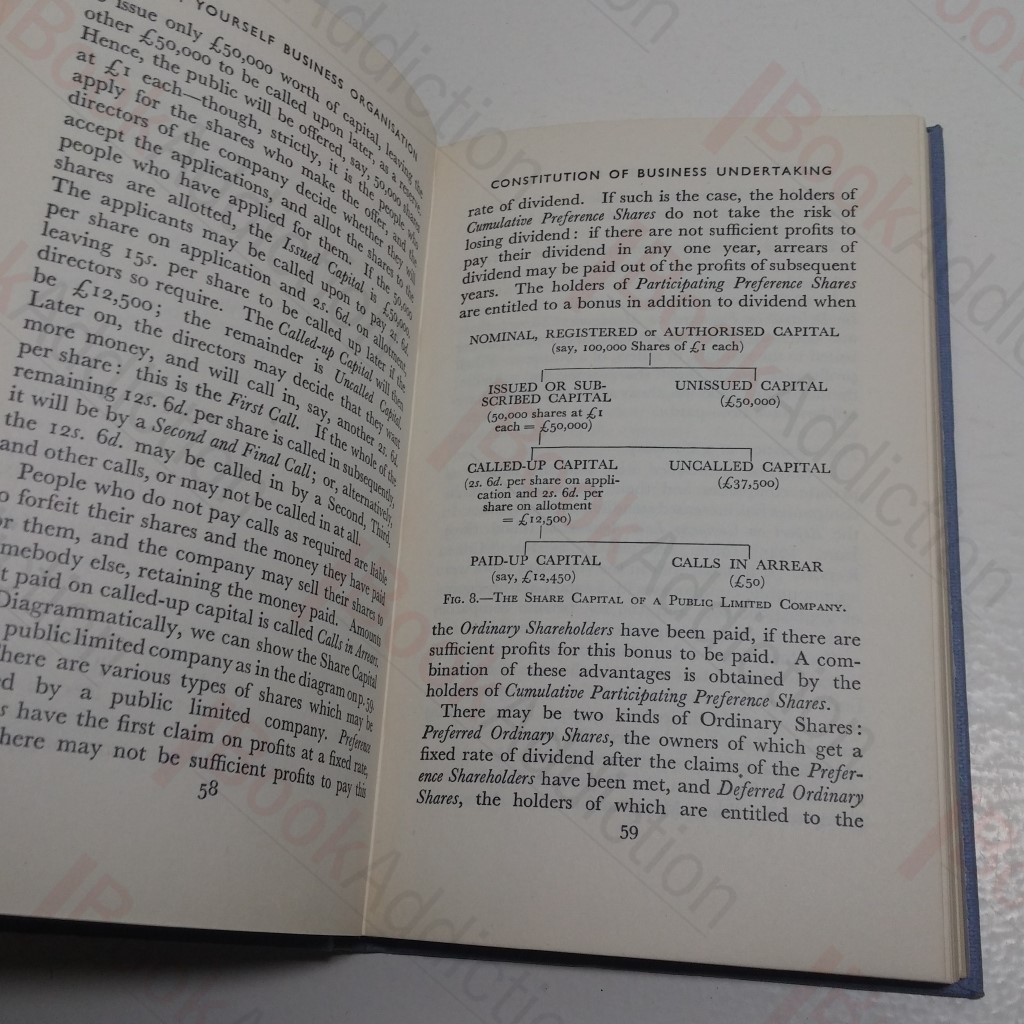 YOURSELF BUSINESS ORGANISATION
issue only £50,000 worth of capital, leaving the
other £50,000 to be called upon later, as a reserve.
Hence, the public will be offered, say, 50,000 shares
at £1 each—though, strictly, it is the people who
apply for the shares who make the offer, and the
directors of the company decide whether they will
accept the applications, and allot the shares to the
people who have applied for them. If the 50,000
shares are allotted, the Issued Capital is £50,000.
The applicants may be called upon to pay, 2s. 6d.
per share on application and 2s. 6d. on allotment,
leaving 15s. per share to be called up later if the
directors so require. The Called-up Capital will then
be £12,500; the remainder is Uncalled Capital.
Later on, the directors may decide that they want
more money, and will call in, say, another 2s. 6d.
per share: this is the First Call. If the whole of the
remaining 12s. 6d. per share is called in subsequently,
it will be by a Second and Final Call; or, alternatively,
the 12s. 6d. may be called in by a Second, Third,
and other calls, or may not be called in at all.
People who do not pay calls as required are liable
to forfeit their shares and the money they have paid
for them, and the company may sell their shares to
somebody else, retaining the money paid. Amounts
not paid on called-up capital is called Calls in Arrear.
Diagrammatically, we can show the Share Capital
public limited company as in the diagram on p. 59.
There are various types of shares which may be
by a public limited company. Preference
have the first claim on profits at a fixed rate,
there may not be sufficient profits to pay this
58
CONSTITUTION OF BUSINESS UNDERTAKING
rate of dividend. If such is the case, the holders of
Cumulative Preference Shares do not take the risk of
losing dividend: if there are not sufficient profits to
pay their dividend in any one year, arrears of
dividend may be paid out of the profits of subsequent
years. The holders of Participating Preference Shares
are entitled to a bonus in addition to dividend when
NOMINAL, REGISTERED or AUTHORISED CAPITAL
(say, 100,000 Shares of £1 each)
ISSUED OR SUB-
SCRIBED CAPITAL
(50,000 shares at £1
each = £50,000)
UNISSUED CAPITAL
(£50,000)
CALLED-UP CAPITAL
(2s. 6d. per share on appli-
cation and 2s. 6d. per
share on allotment
= £12,500)
UNCALLED CAPITAL
(£37,500)
PAID-UP CAPITAL
(say, £12,450)
CALLS IN ARREAR
(£50)
FIG. 8.—THE SHARE CAPITAL OF A PUBLIC LIMITED COMPANY.
the Ordinary Shareholders have been paid, if there are
sufficient profits for this bonus to be paid. A com-
bination of these advantages is obtained by the
holders of Cumulative Participating Preference Shares.
There may be two kinds of Ordinary Shares:
Preferred Ordinary Shares, the owners of which get a
fixed rate of dividend after the claims of the Prefer-
ence Shareholders have been met, and Deferred Ordinary
Shares, the holders of which are entitled to the
59
BookAddiction